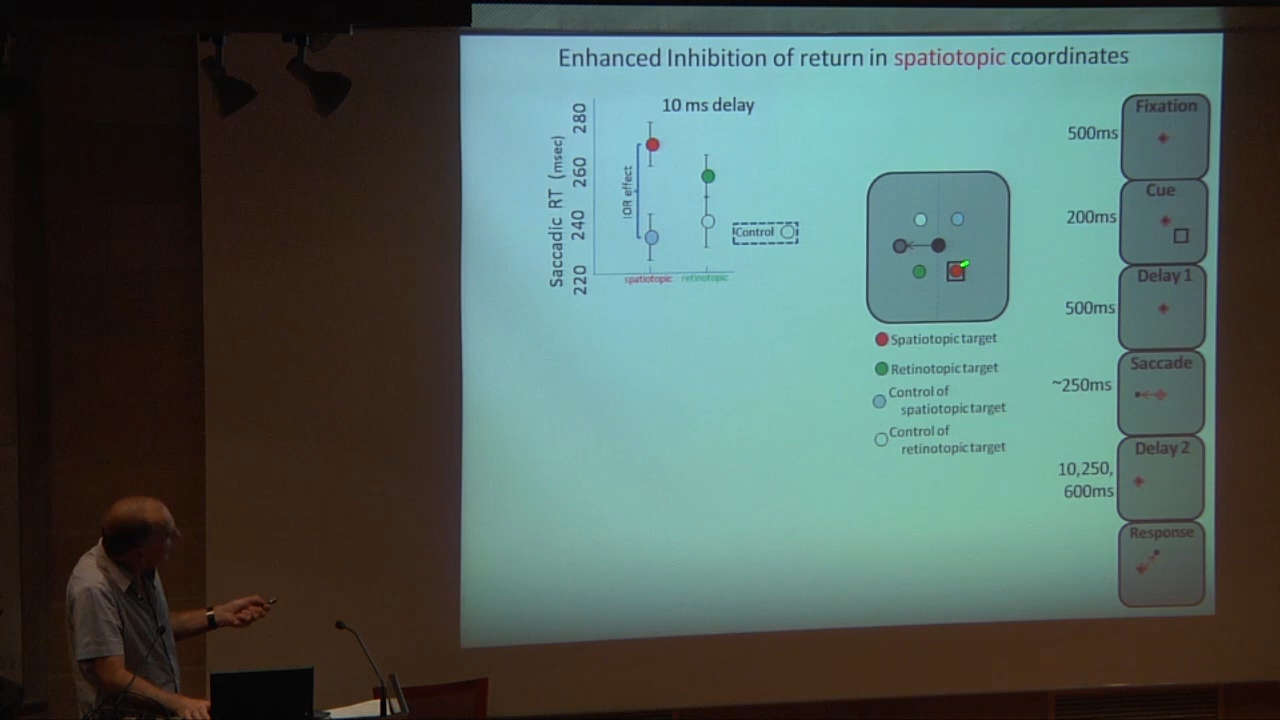 Enhanced Inhibition of return in spatiotopic coordinates
10 ms delay
Saccadic RT (msec)
280
260
240
220
IOR effect
Control
spatiotopic retinotopic
Spatiotopic target
Retinotopic target
Control of
spatiotopic target
Control of
retinotopic target
500ms
Fixation
200ms
Cue
500ms
Delay 1
~250ms
Saccade
10,250,
600ms
Delay 2
Response